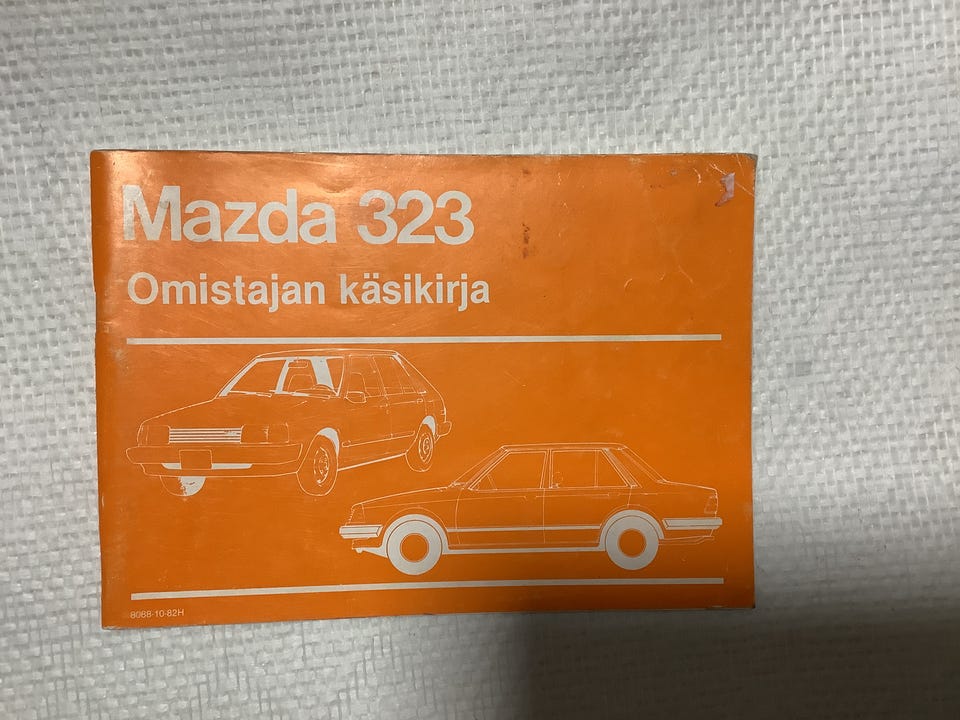 Mazda 323
Omistajan käsikirja
8088-10-82H